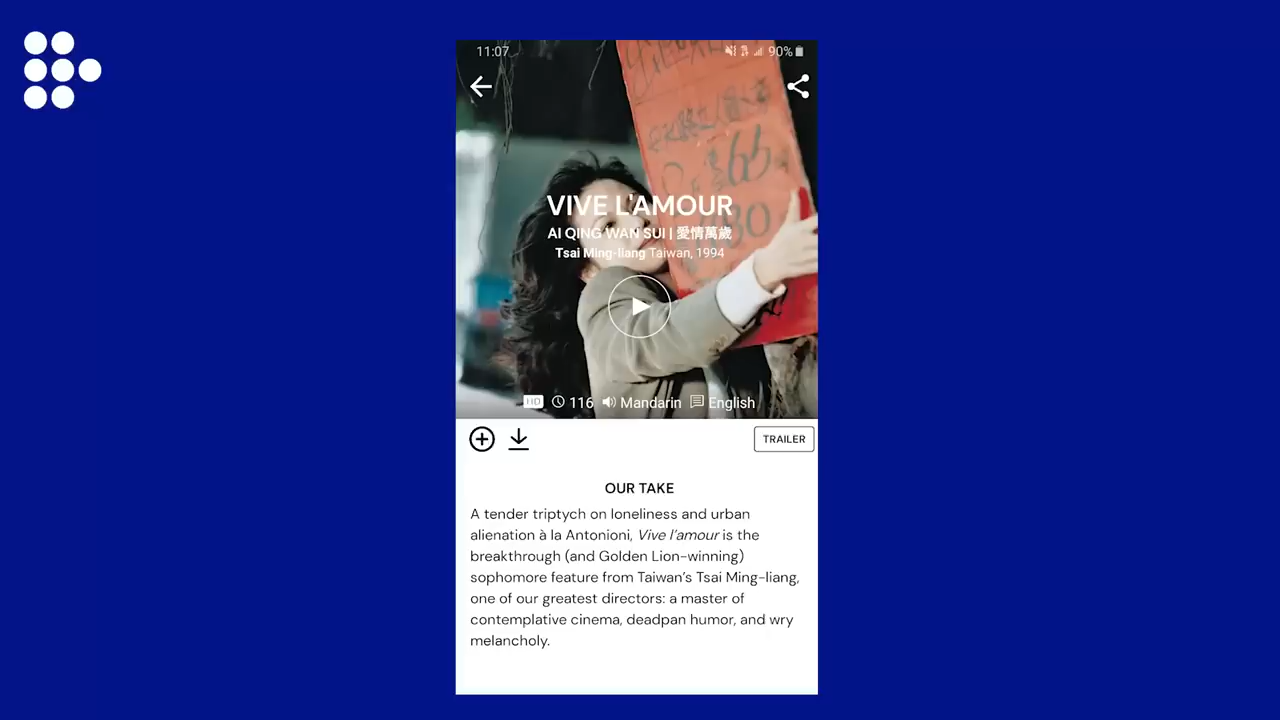 11:07
90%
66
80
VIVE L'AMOUR
AI QING WAN SUI | 愛情萬歲
Tsai Ming-liang Taiwan, 1994
HD 116 Mandarin English
TRAILER
OUR TAKE
A tender triptych on loneliness and urban
alienation à la Antonioni, Vive l'amour is the
breakthrough (and Golden Lion-winning)
sophomore feature from Taiwan's Tsai Ming-liang,
one of our greatest directors: a master of
contemplative cinema, deadpan humor, and wry
melancholy.